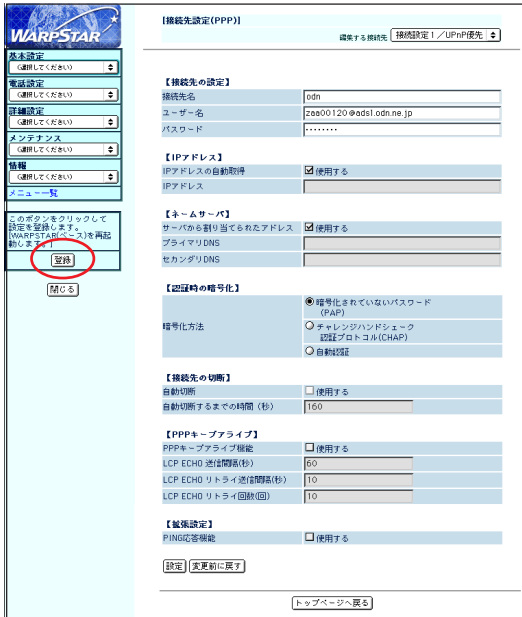 WARPSTAR
基本設定
(選択してください)
電話設定
(選択してください)
詳細設定
(選択してください)
メンテナンス
(選択してください)
情報
(選択してください)
メニュー一覧
このボタンをクリックして
設定を登録します。
[WARPSTAR(ベース)を再起
動します。]
登録
閉じる
[接続先設定(PPP)]
編集する接続先 接続設定1/UPnP優先
【接続先の設定】
接続先名 odn
ユーザー名 zaa00120@adsl.odn.ne.jp
パスワード ········
【IPアドレス】
IPアドレスの自動取得 使用する
IPアドレス
【ネームサーバ】
サーバから割り当てられたアドレス 使用する
プライマリDNS
セカンダリDNS
【認証時の暗号化】
暗号化方法
暗号化されていないパスワード
(PAP)
チャレンジハンドシェーク
認証プロトコル(CHAP)
自動認証
【接続先の切断】
自動切断 使用する
自動切断するまでの時間(秒) 160
【PPPキープアライブ】
PPPキープアライブ機能 使用する
LCP ECHO 送信間隔(秒) 60
LCP ECHO リトライ送信間隔(秒) 10
LCP ECHO リトライ回数(回) 10
【拡張設定】
PING応答機能 使用する
設定 変更前に戻す
トップページへ戻る